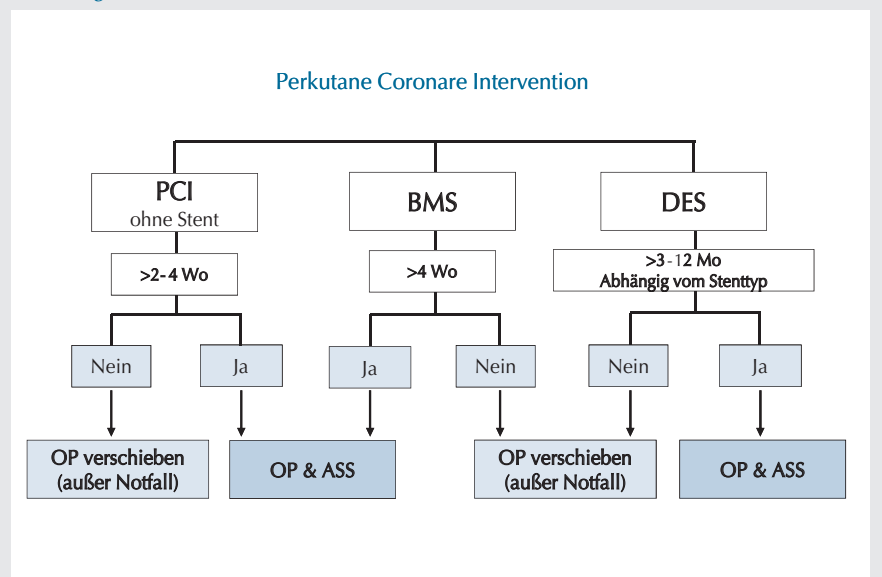 Perkutane Coronare Intervention
PCI
ohne Stent
BMS
DES
>2-4 Wo
>4 Wo
>3-12 Mo
Abhängig vom Stenttyp
Nein
Ja
Ja
Nein
Nein
Ja
OP verschieben
(außer Notfall)
OP & ASS
OP verschieben
(außer Notfall)
OP & ASS